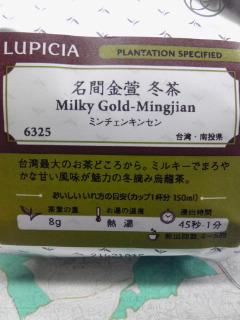 LUPICIA
PLANTATION SPECIFIED
名間金萱 冬茶
Milky Gold-Mingjian
ミンチェンキンセン
6325
台湾・南投県
台湾最大のお茶どころから。ミルキーでまろや
かな甘い風味が魅力の冬摘み烏龍茶。
おいしいいれ方の目安(カップ1杯分 150ml)
茶葉の量
お湯の温度
浸出時間
8g
熱湯
45秒-1分